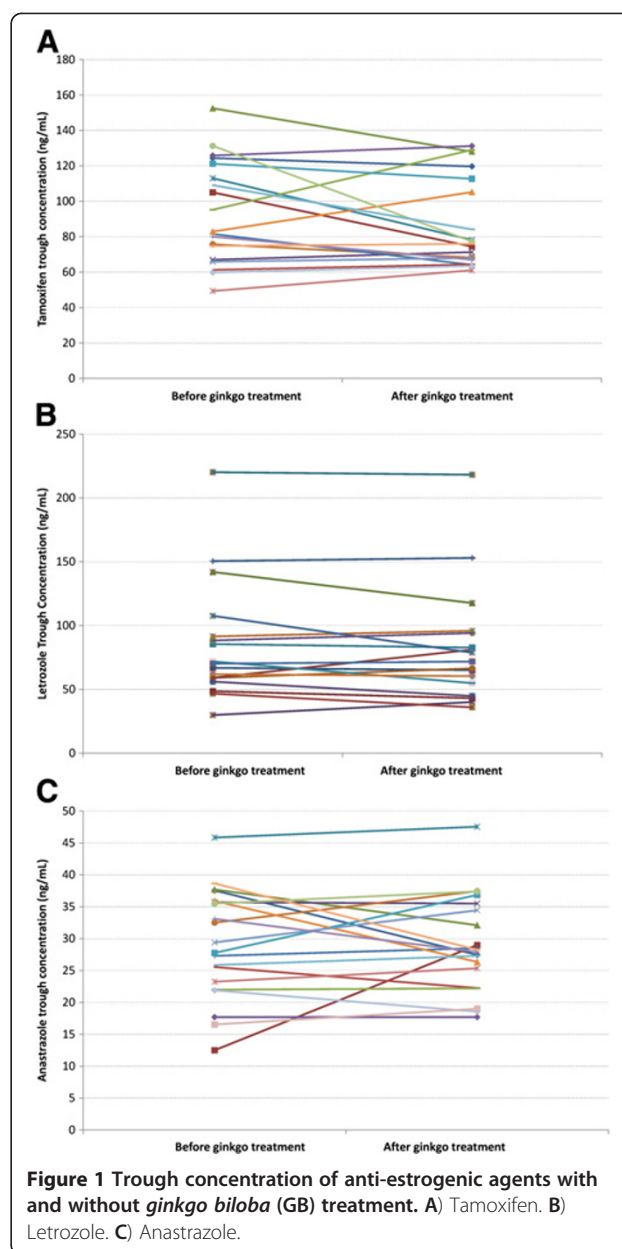 A
Tamoxifen trough concentration (ng/mL)
180
160
140
120
100
80
60
40
20
0
Before ginkgo treatment
After ginkgo treatment
B
Letrozole Trough Concentration (ng/mL)
250
200
150
100
50
0
Before ginkgo treatment
After ginkgo treatment
C
Anastrazole trough concentration (ng/mL)
50
45
40
35
30
25
20
15
10
5
0
Before ginkgo treatment
After ginkgo treatment
Figure 1 Trough concentration of anti-estrogenic agents with
and without ginkgo biloba (GB) treatment. A) Tamoxifen. B)
Letrozole. C) Anastrazole.